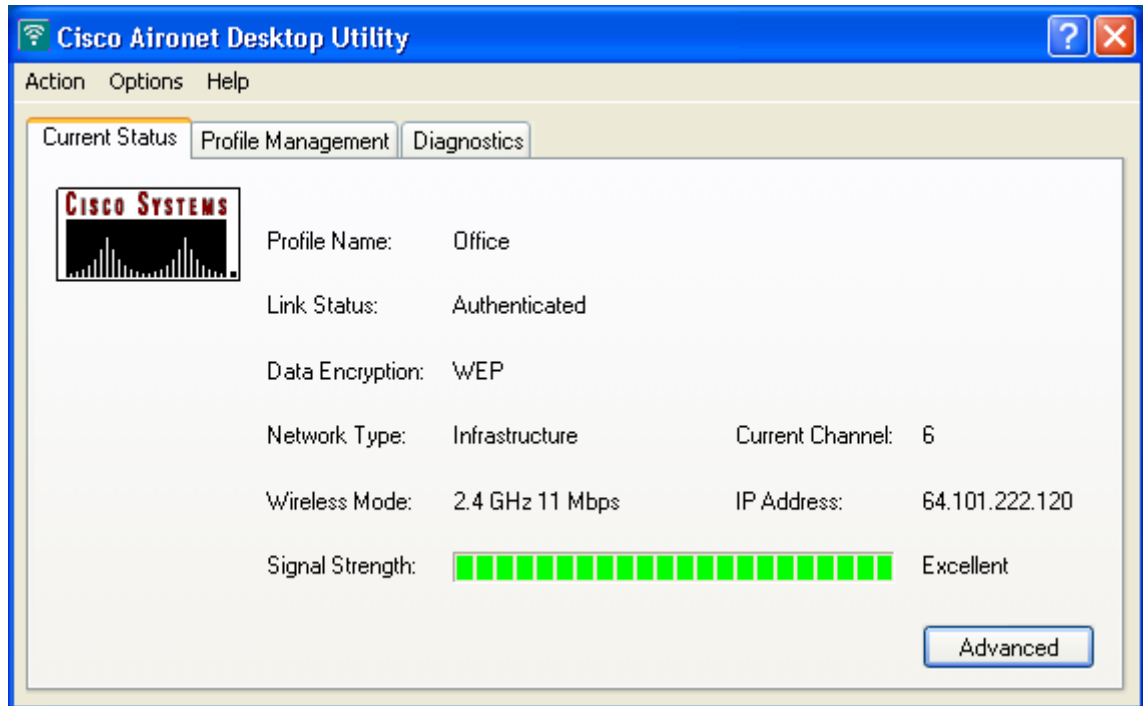 Cisco Aironet Desktop Utility
?
Action Options Help
Current Status Profile Management Diagnostics
CISCO SYSTEMS
Profile Name: Office
Link Status: Authenticated
Data Encryption: WEP
Network Type: Infrastructure Current Channel: 6
Wireless Mode: 2.4 GHz 11 Mbps IP Address: 64.101.222.120
Signal Strength: Excellent
Advanced